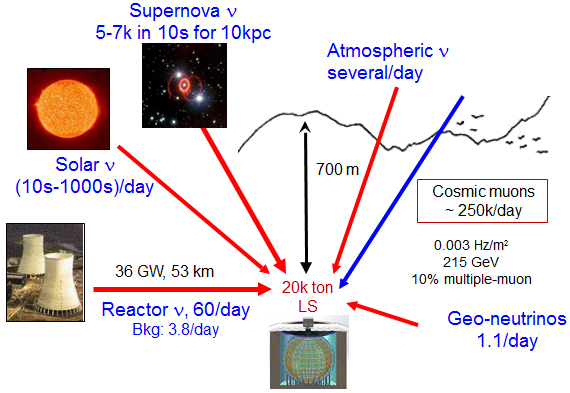 Supernova ν
5-7k in 10s for 10kpc
Atmospheric ν
several/day
Solar ν
(10s-1000s)/day
700 m
Cosmic muons
~ 250k/day
0.003 Hz/m²
215 GeV
10% multiple-muon
36 GW, 53 km
Reactor ν, 60/day
Bkg: 3.8/day
20k ton
LS
Geo-neutrinos
1.1/day